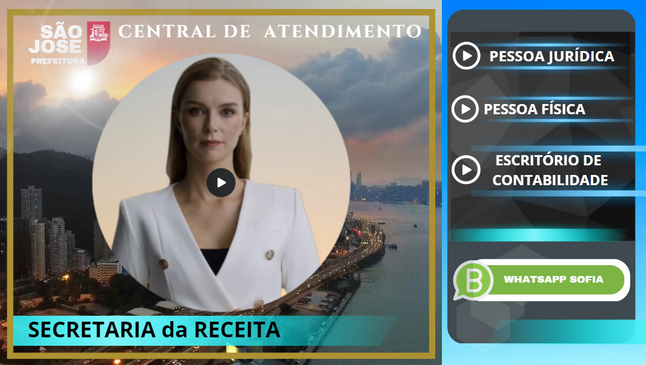 SÃO
JOSÉ
PREFEITURA
CENTRAL DE ATENDIMENTO
SECRETARIA da RECEITA
PESSOA JURÍDICA
PESSOA FÍSICA
ESCRITÓRIO DE
CONTABILIDADE
B
WHATSAPP SOFIA